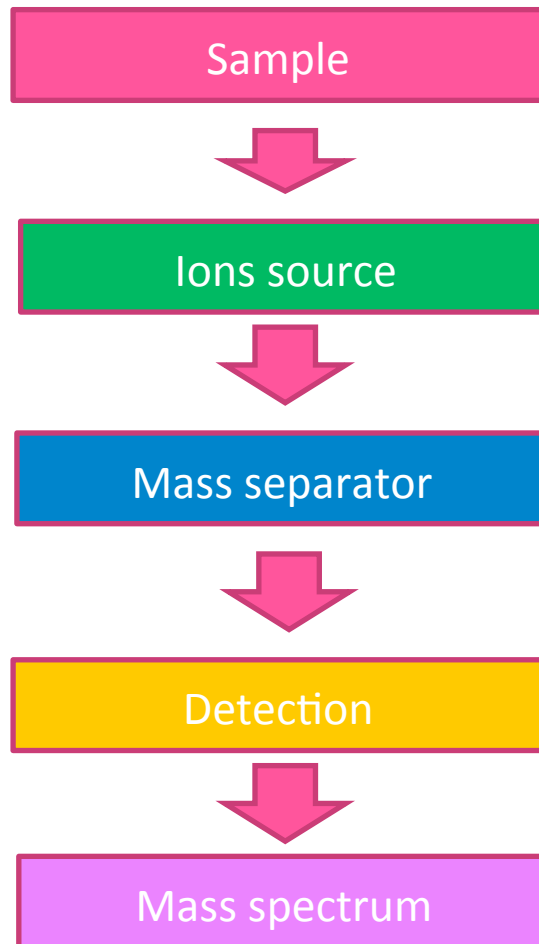 Sample
Ions source
Mass separator
Detection
Mass spectrum